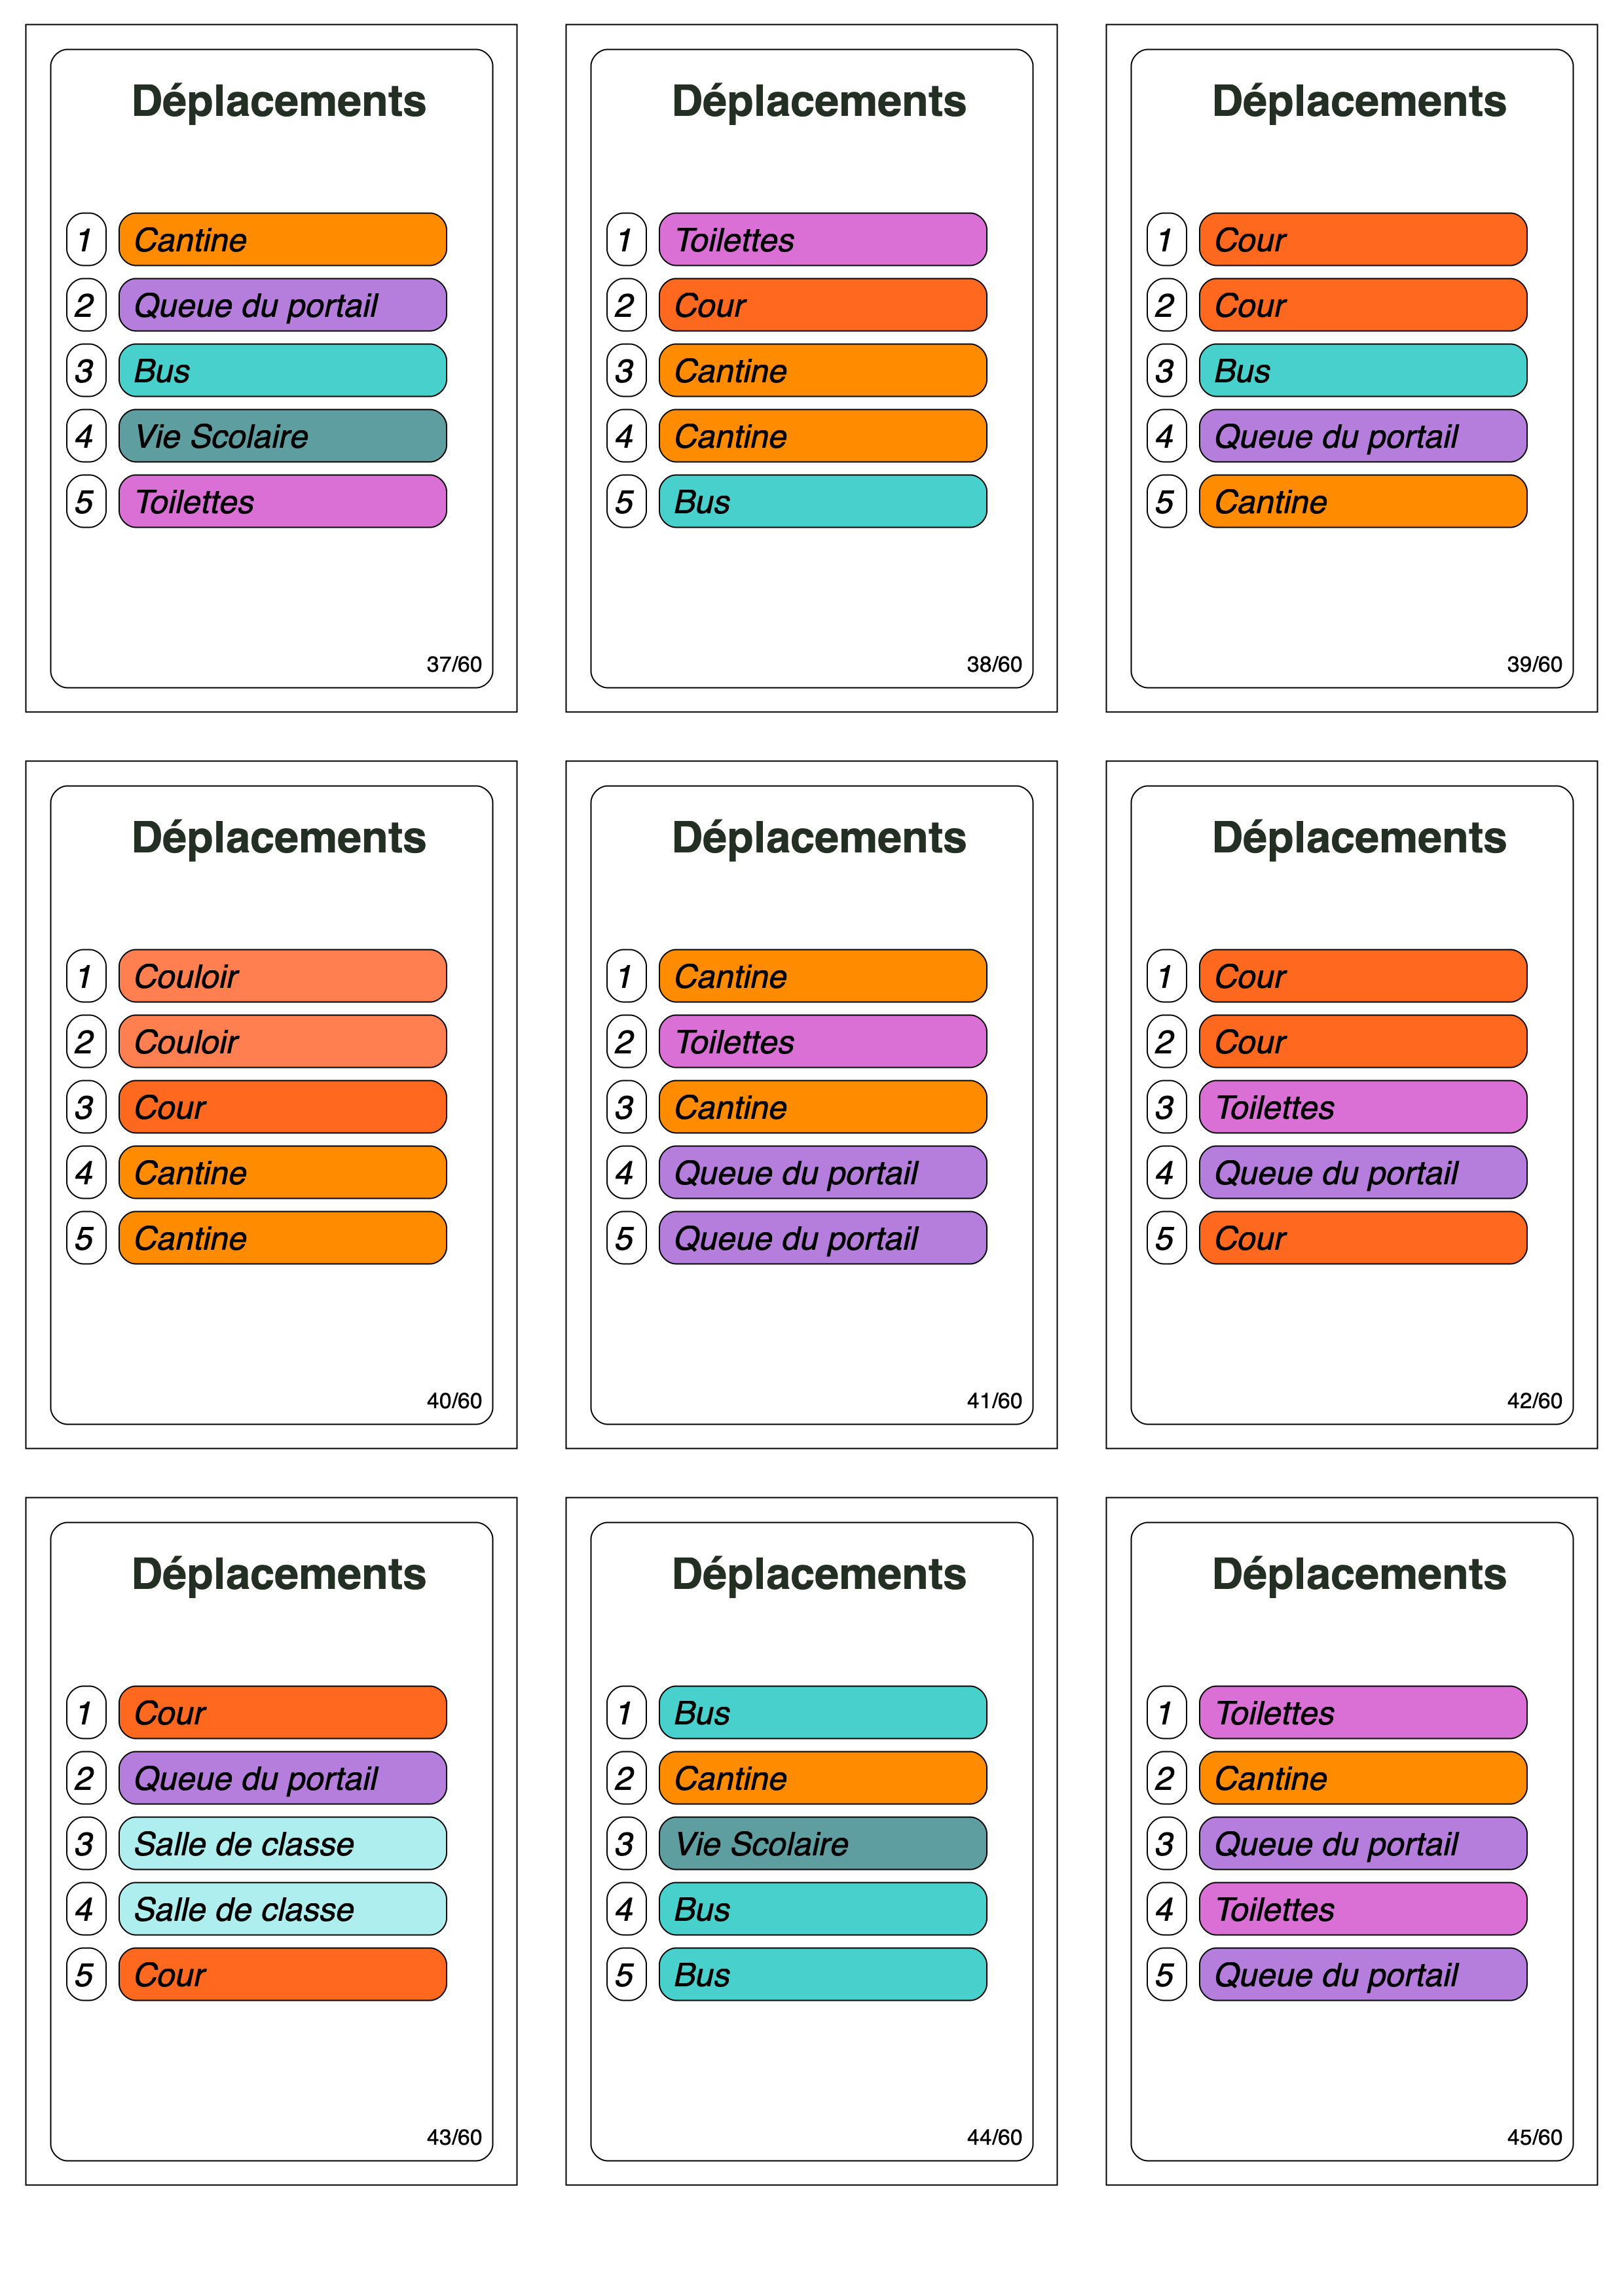 Déplacements
1 Cantine
2 Queue du portail
3 Bus
4 Vie Scolaire
5 Toilettes
37/60
Déplacements
1 Toilettes
2 Cour
3 Cantine
4 Cantine
5 Bus
38/60
Déplacements
1 Cour
2 Cour
3 Bus
4 Queue du portail
5 Cantine
39/60
Déplacements
1 Couloir
2 Couloir
3 Cour
4 Cantine
5 Cantine
40/60
Déplacements
1 Cantine
2 Toilettes
3 Cantine
4 Queue du portail
5 Queue du portail
41/60
Déplacements
1 Cour
2 Cour
3 Toilettes
4 Queue du portail
5 Cour
42/60
Déplacements
1 Cour
2 Queue du portail
3 Salle de classe
4 Salle de classe
5 Cour
43/60
Déplacements
1 Bus
2 Cantine
3 Vie Scolaire
4 Bus
5 Bus
44/60
Déplacements
1 Toilettes
2 Cantine
3 Queue du portail
4 Toilettes
5 Queue du portail
45/60